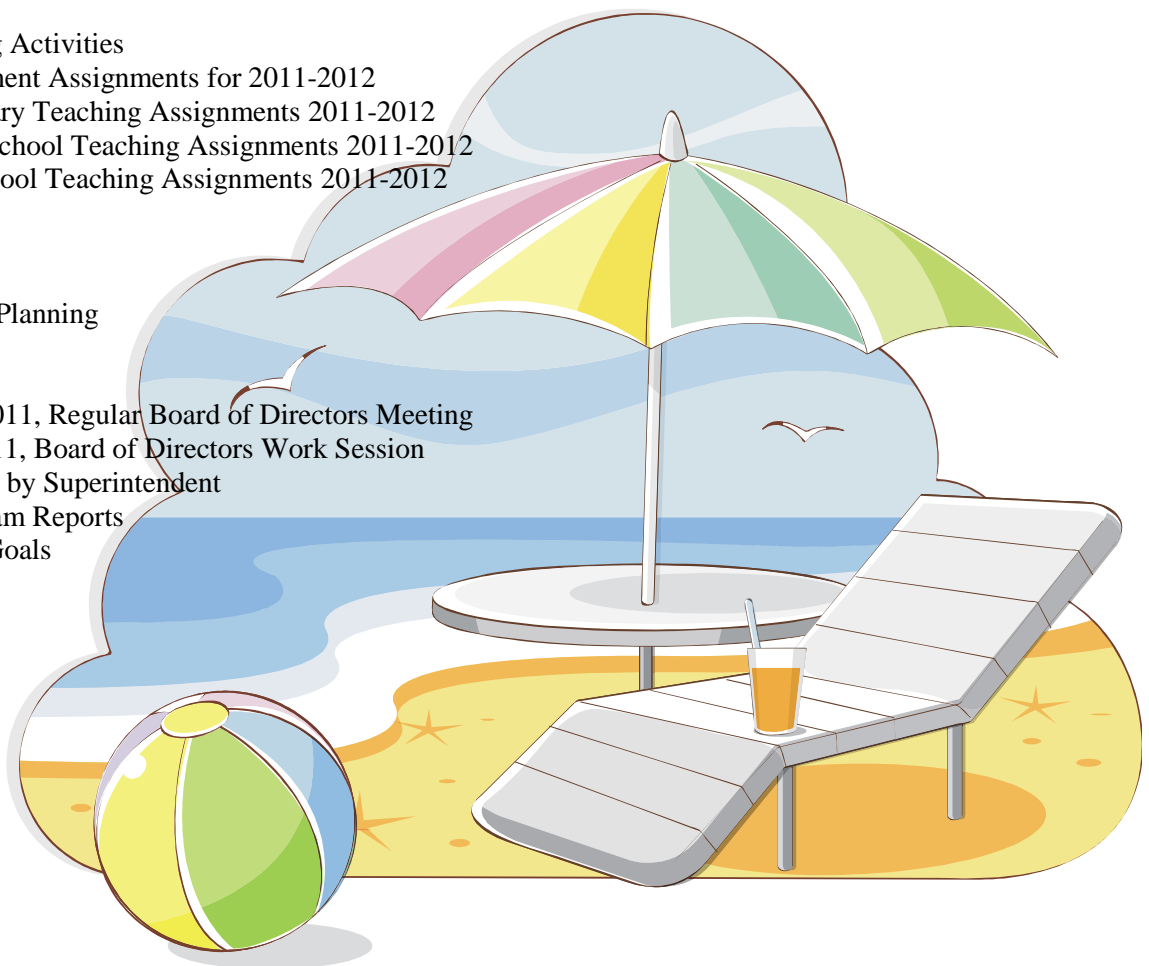 g Activities
nent Assignments for 2011-2012
ary Teaching Assignments 2011-2012
chool Teaching Assignments 2011-2012
ool Teaching Assignments 2011-2012
Planning
011, Regular Board of Directors Meeting
11, Board of Directors Work Session
by Superintendent
am Reports
Goals